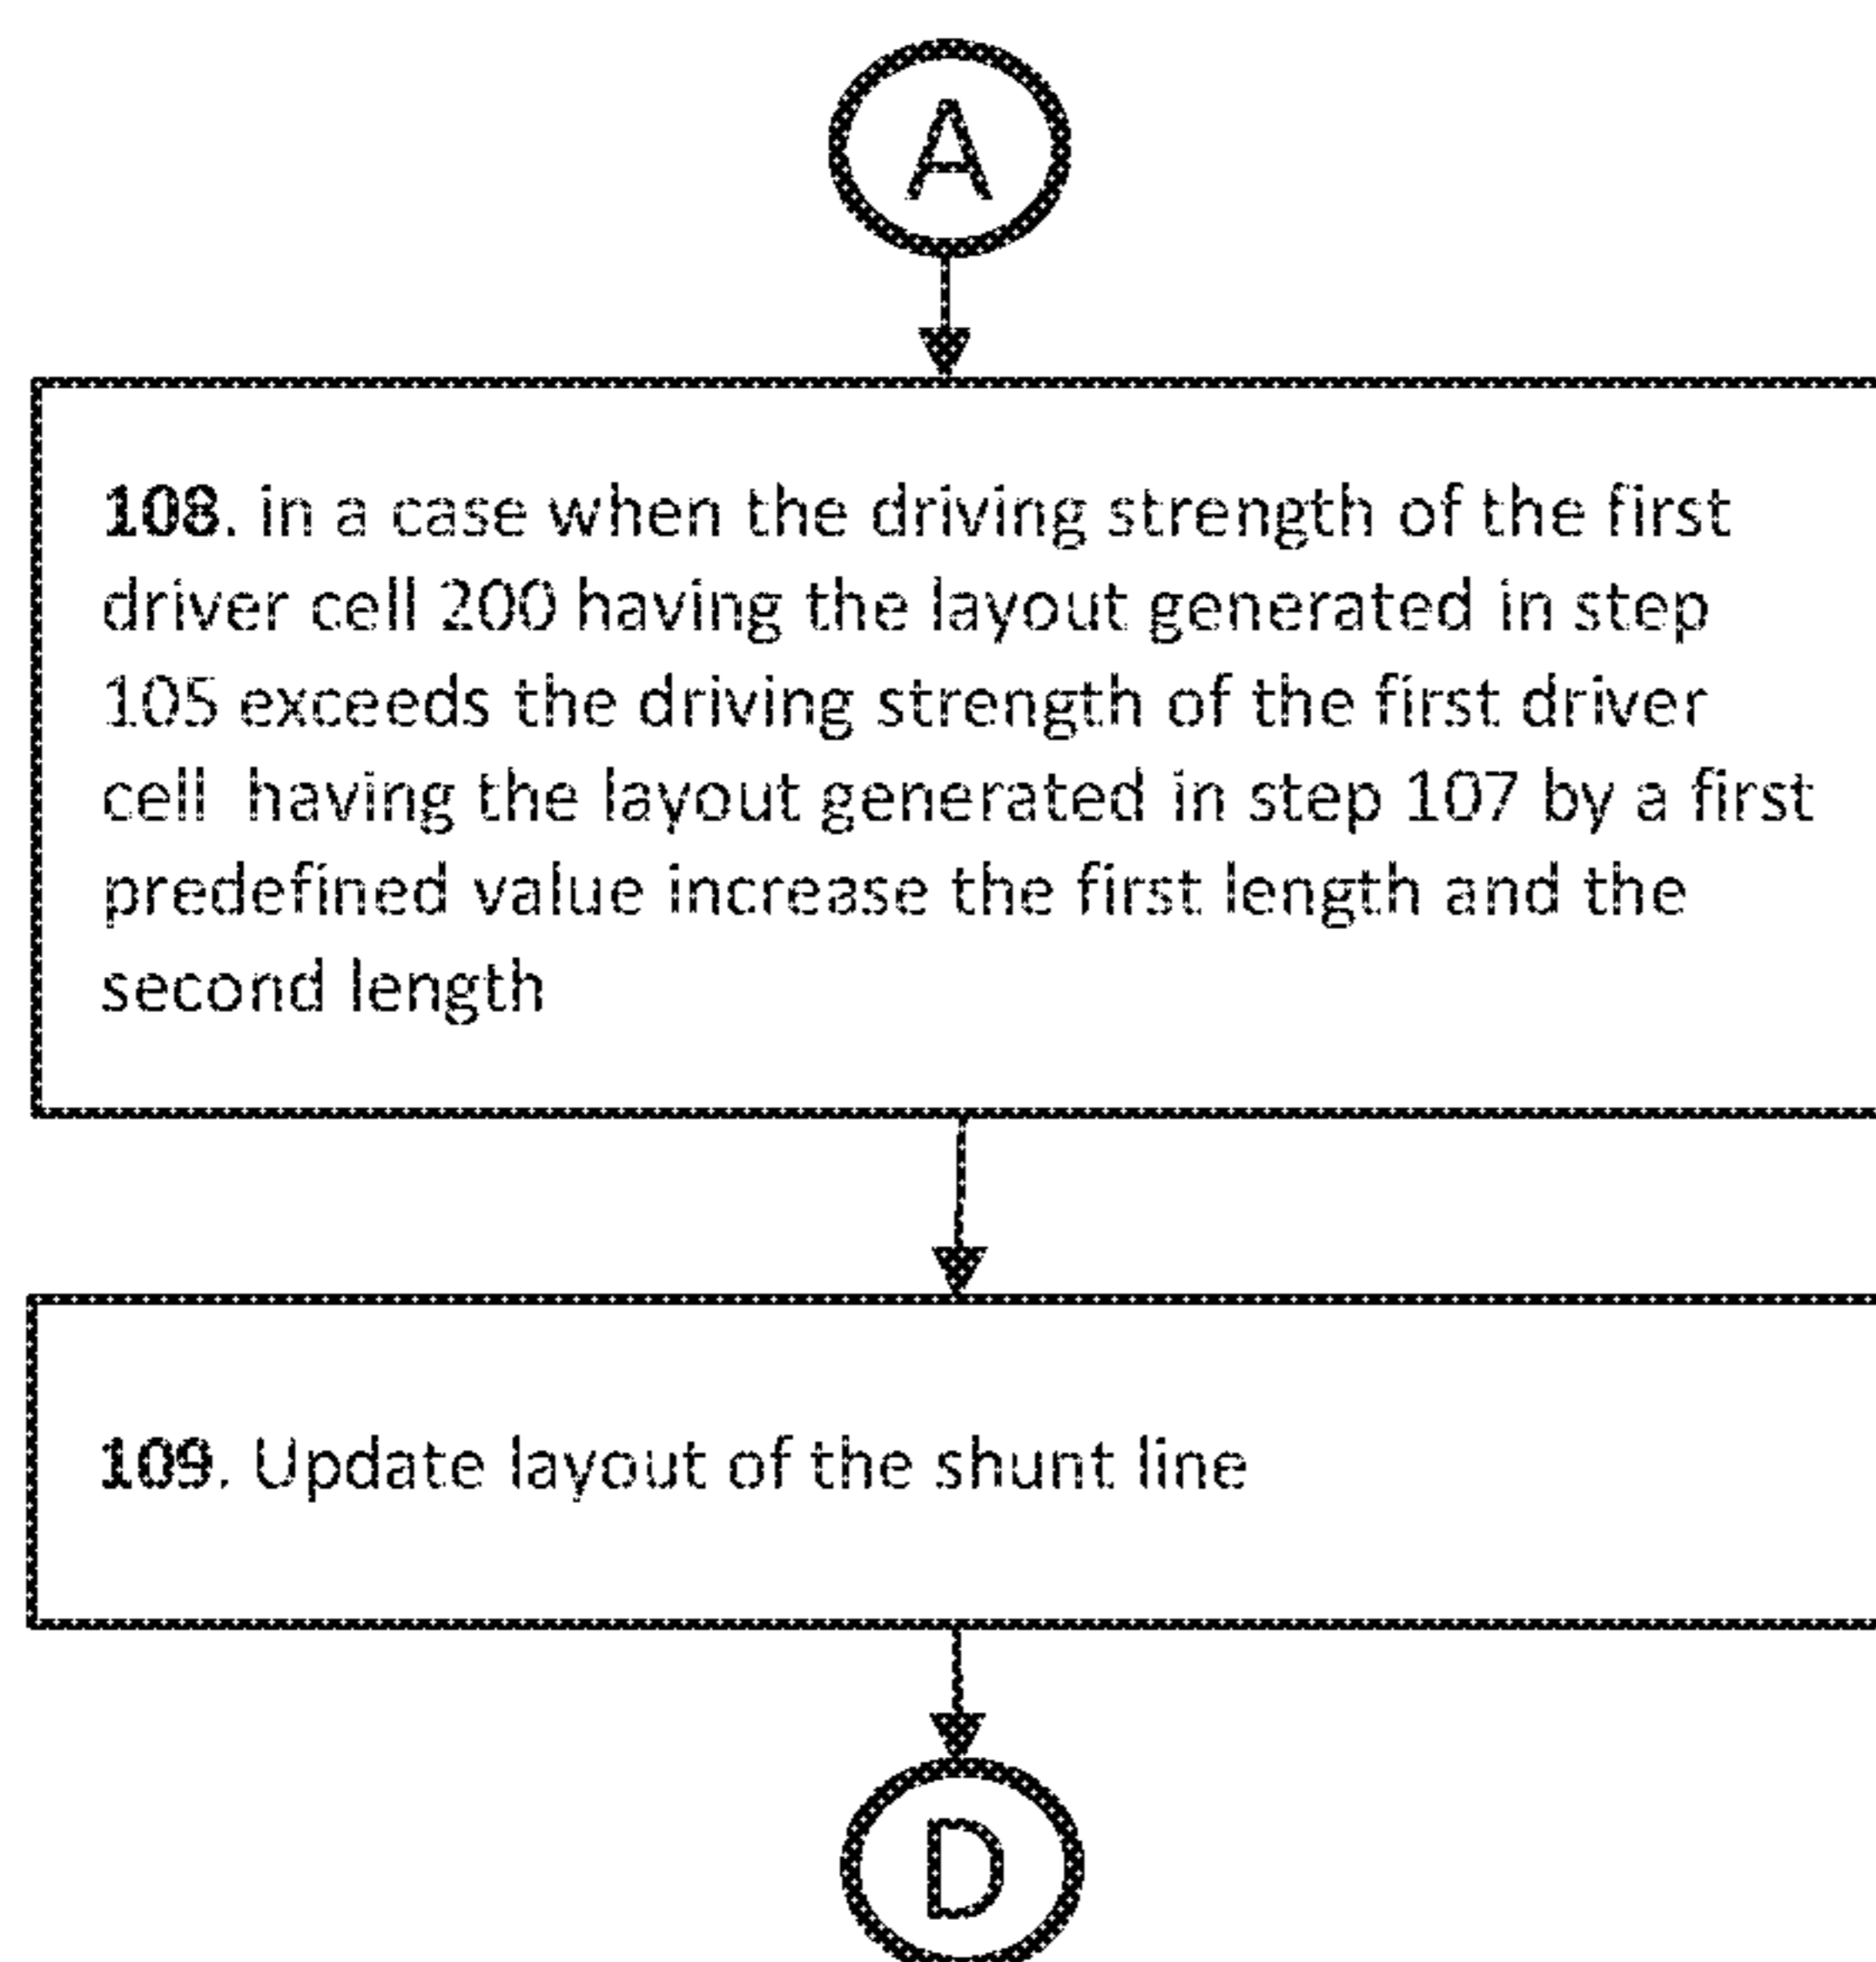 A
108. in a case when the driving strength of the first
driver cell 200 having the layout generated in step
105 exceeds the driving strength of the first driver
cell  having the layout generated in step 107 by a first
predefined value increase the first length and the
second length
109. Update layout of the shunt line
D